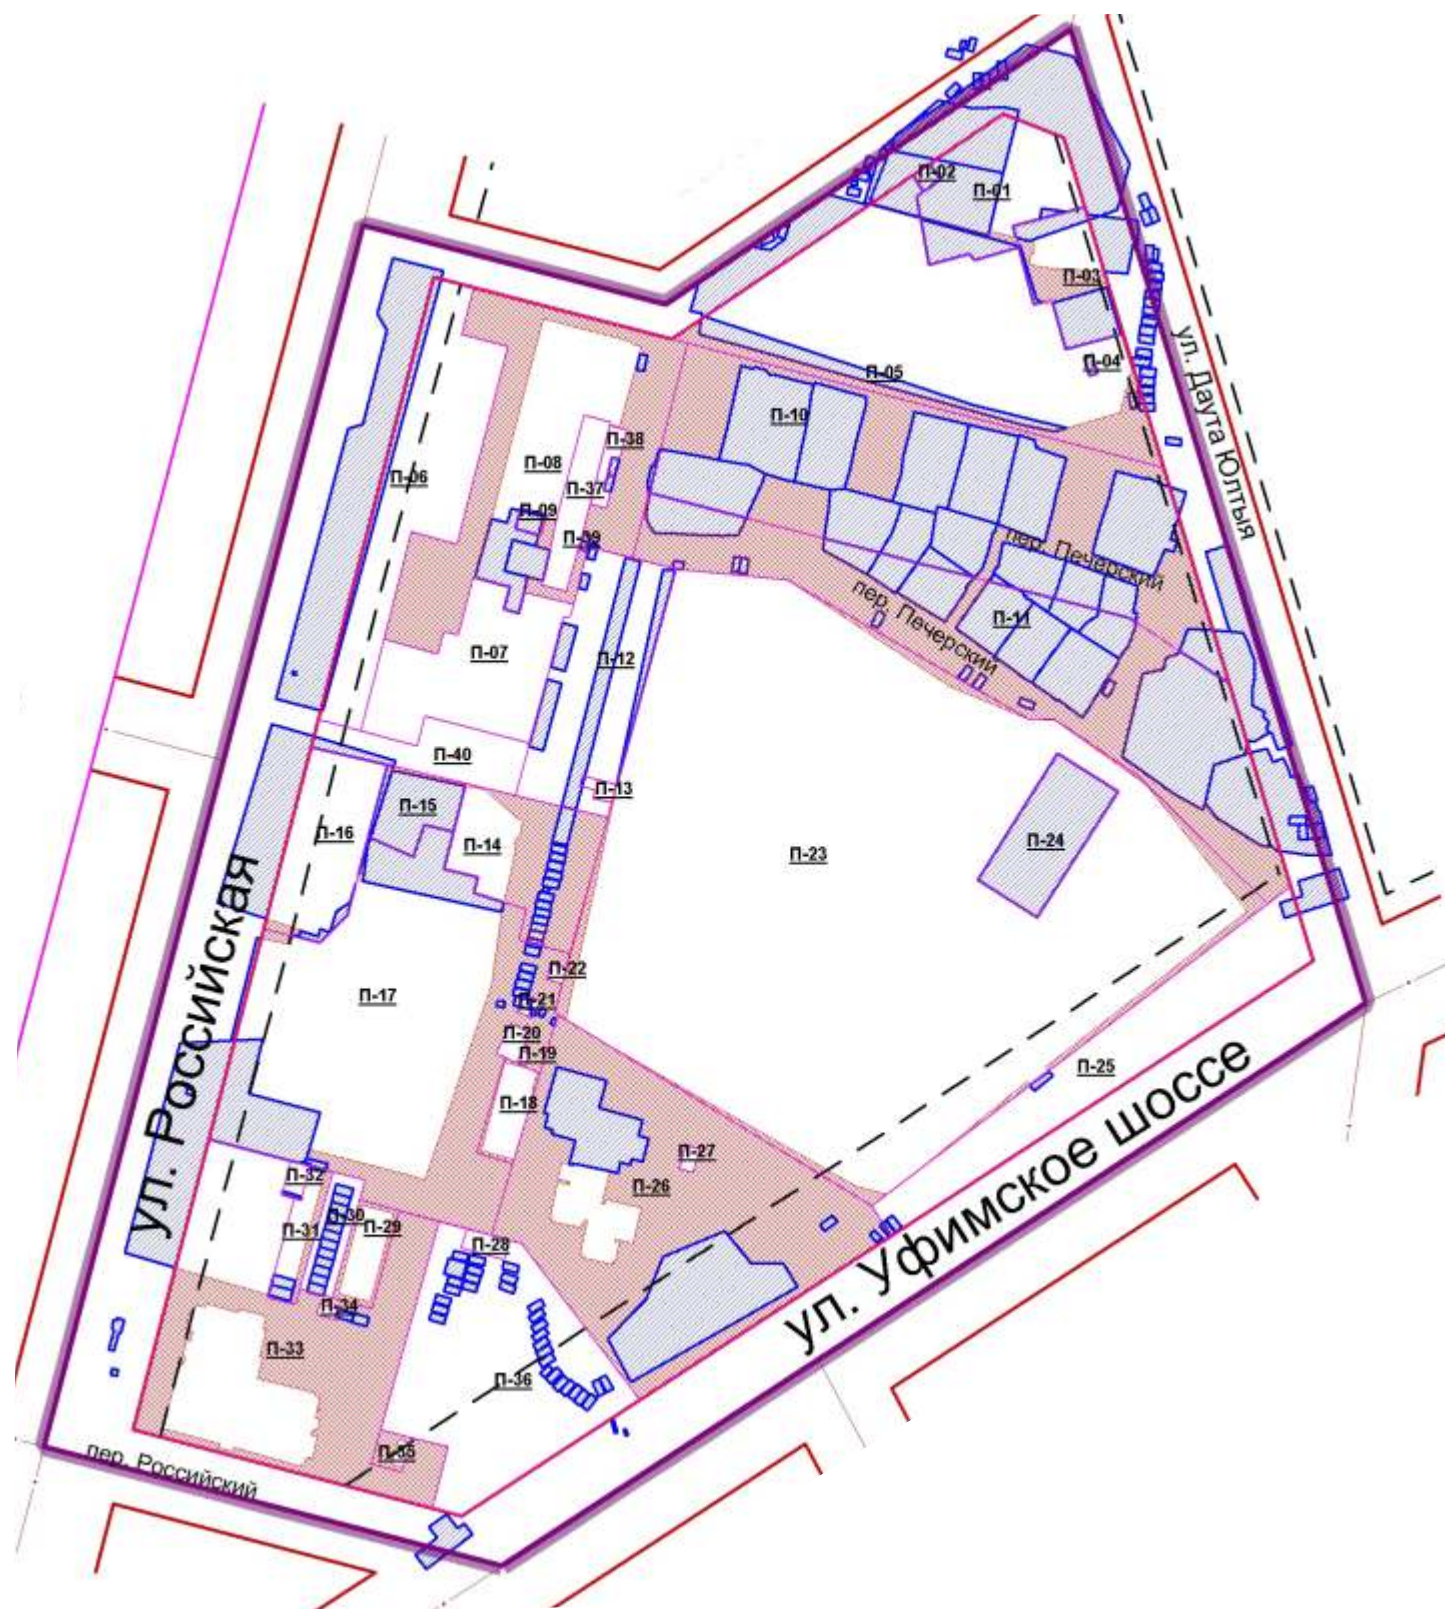 П-02
П-01
П-03
П-04
П-05
ул. Даута Юлтыя
П-10
П-38
П-08
П-06
П-37
П-09
П-39
пер. Печерский
пер. Печерский
П-11
П-07
П-12
П-40
П-13
П-15
П-16
П-14
П-24
П-23
ул. Российская
П-22
П-17
П-21
П-20
П-19
П-25
П-18
ул. Уфимское шоссе
П-27
П-32
П-26
П-30
П-29
П-31
П-28
П-34
П-33
П-36
П-35
пер. Российский